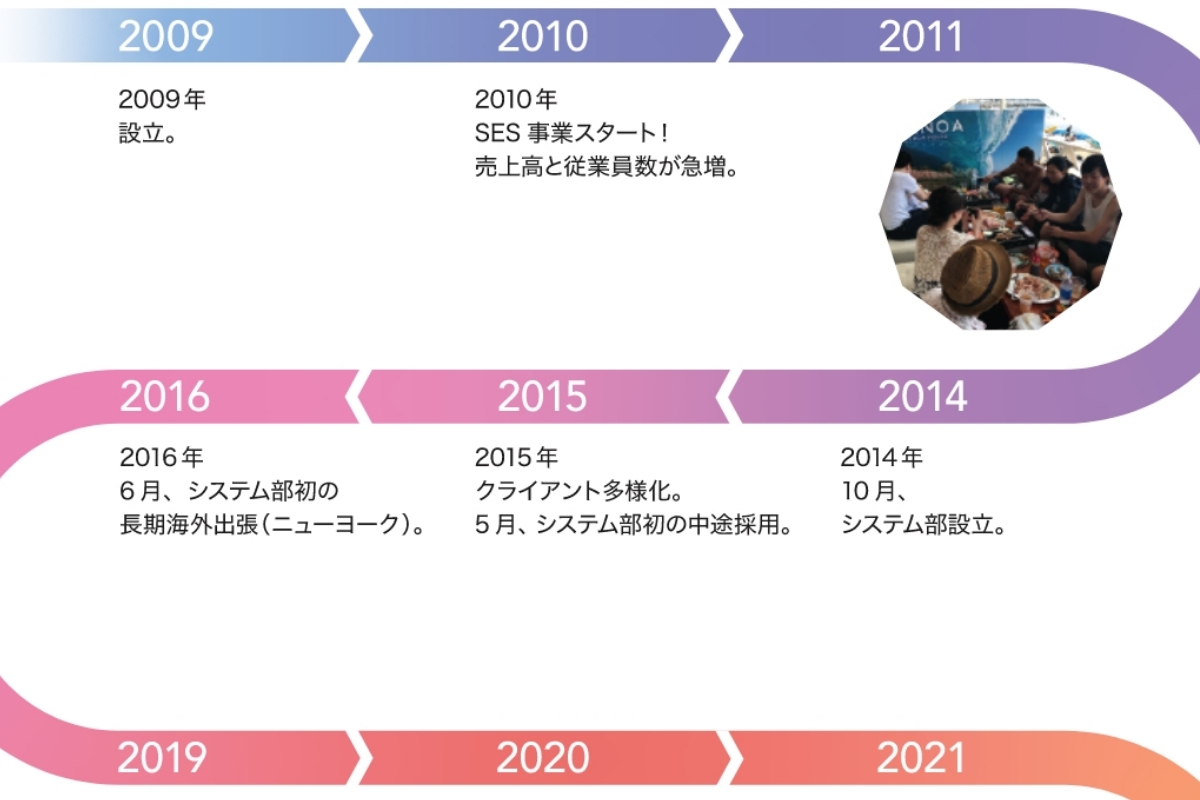 2009
2010
2011
2009年
設立。
2010年
SES 事業スタート！
売上高と従業員数が急増。
NOA
2016
2015
2014
2016年
6月、システム部初の
長期海外出張（ニューヨーク）。
2015年
クライアント多様化。
5月、システム部初の中途採用。
2014年
10月、
システム部設立。
2019
2020
2021